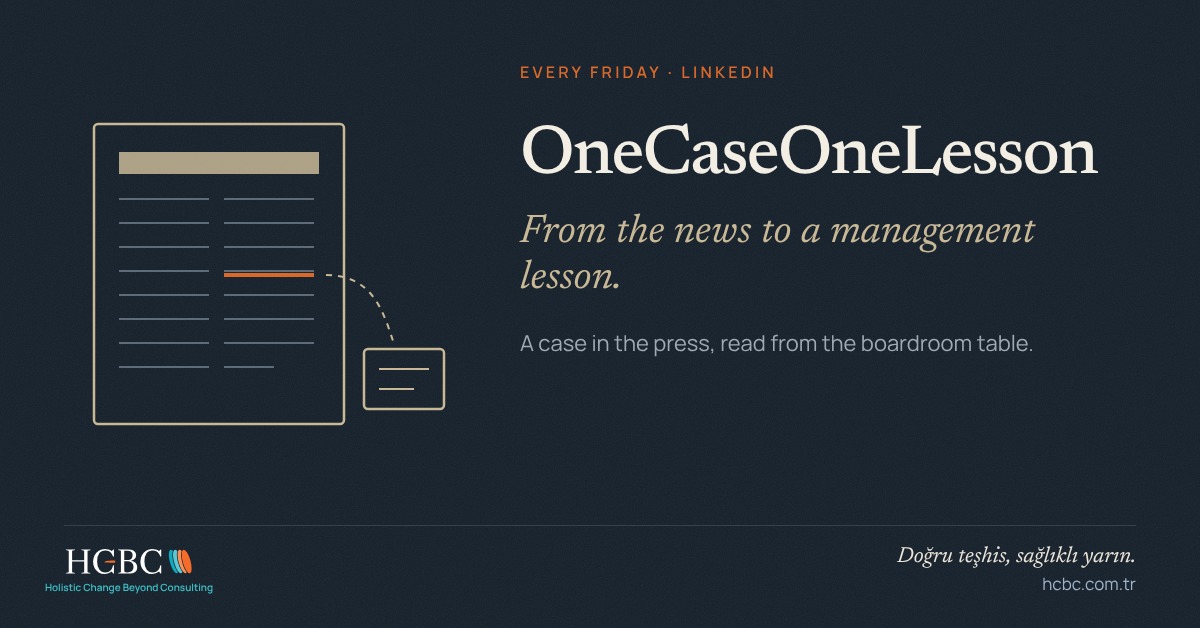 EVERY FRIDAY · LINKEDIN
OneCaseOneLesson
From the news to a management
lesson.
A case in the press, read from the boardroom table.
HCBC
Holistic Change Beyond Consulting
Doğru teşhis, sağlıklı yarın.
hcbc.com.tr